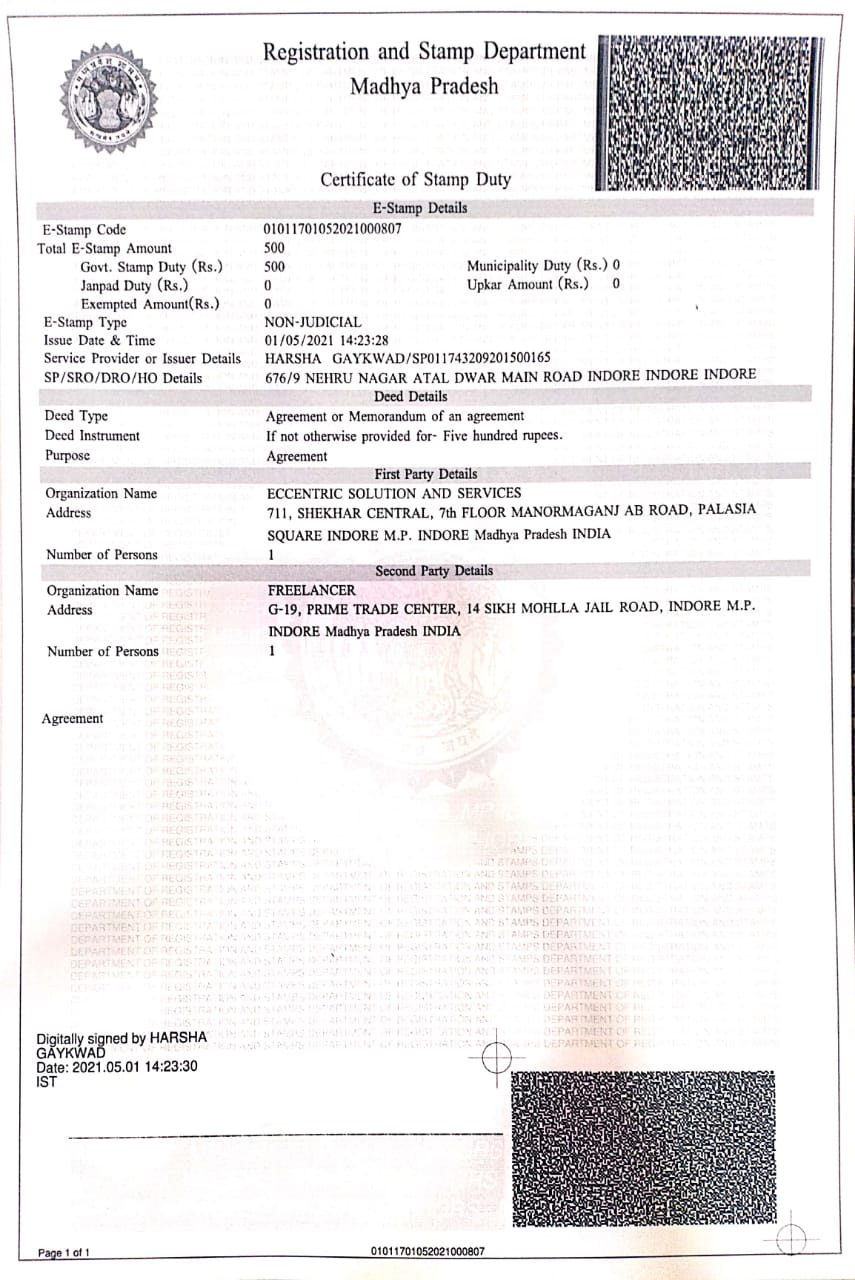 Registration and Stamp Department
Madhya Pradesh
Certificate of Stamp Duty
E-Stamp Details
E-Stamp Code 01011701052021000807
Total E-Stamp Amount 500
Govt. Stamp Duty (Rs.) 500 Municipality Duty (Rs.) 0
Janpad Duty (Rs.) 0 Upkar Amount (Rs.) 0
Exempted Amount(Rs.) 0
E-Stamp Type NON-JUDICIAL
Issue Date & Time 01/05/2021 14:23:28
Service Provider or Issuer Details HARSHA GAYKWAD/SP011743209201500165
SP/SRO/DRO/HO Details 676/9 NEHRU NAGAR ATAL DWAR MAIN ROAD INDORE INDORE INDORE
Deed Details
Deed Type Agreement or Memorandum of an agreement
Deed Instrument If not otherwise provided for- Five hundred rupees.
Purpose Agreement
First Party Details
Organization Name ECCENTRIC SOLUTION AND SERVICES
Address 711, SHEKHAR CENTRAL, 7th FLOOR MANORMAGANJ AB ROAD, PALASIA
SQUARE INDORE M.P. INDORE Madhya Pradesh INDIA
Number of Persons 1
Second Party Details
Organization Name FREELANCER
Address G-19, PRIME TRADE CENTER, 14 SIKH MOHLLA JAIL ROAD, INDORE M.P.
INDORE Madhya Pradesh INDIA
Number of Persons 1
Agreement
Digitally signed by HARSHA
GAYKWAD
Date: 2021.05.01 14:23:30
IST
Page 1 of 1 01011701052021000807